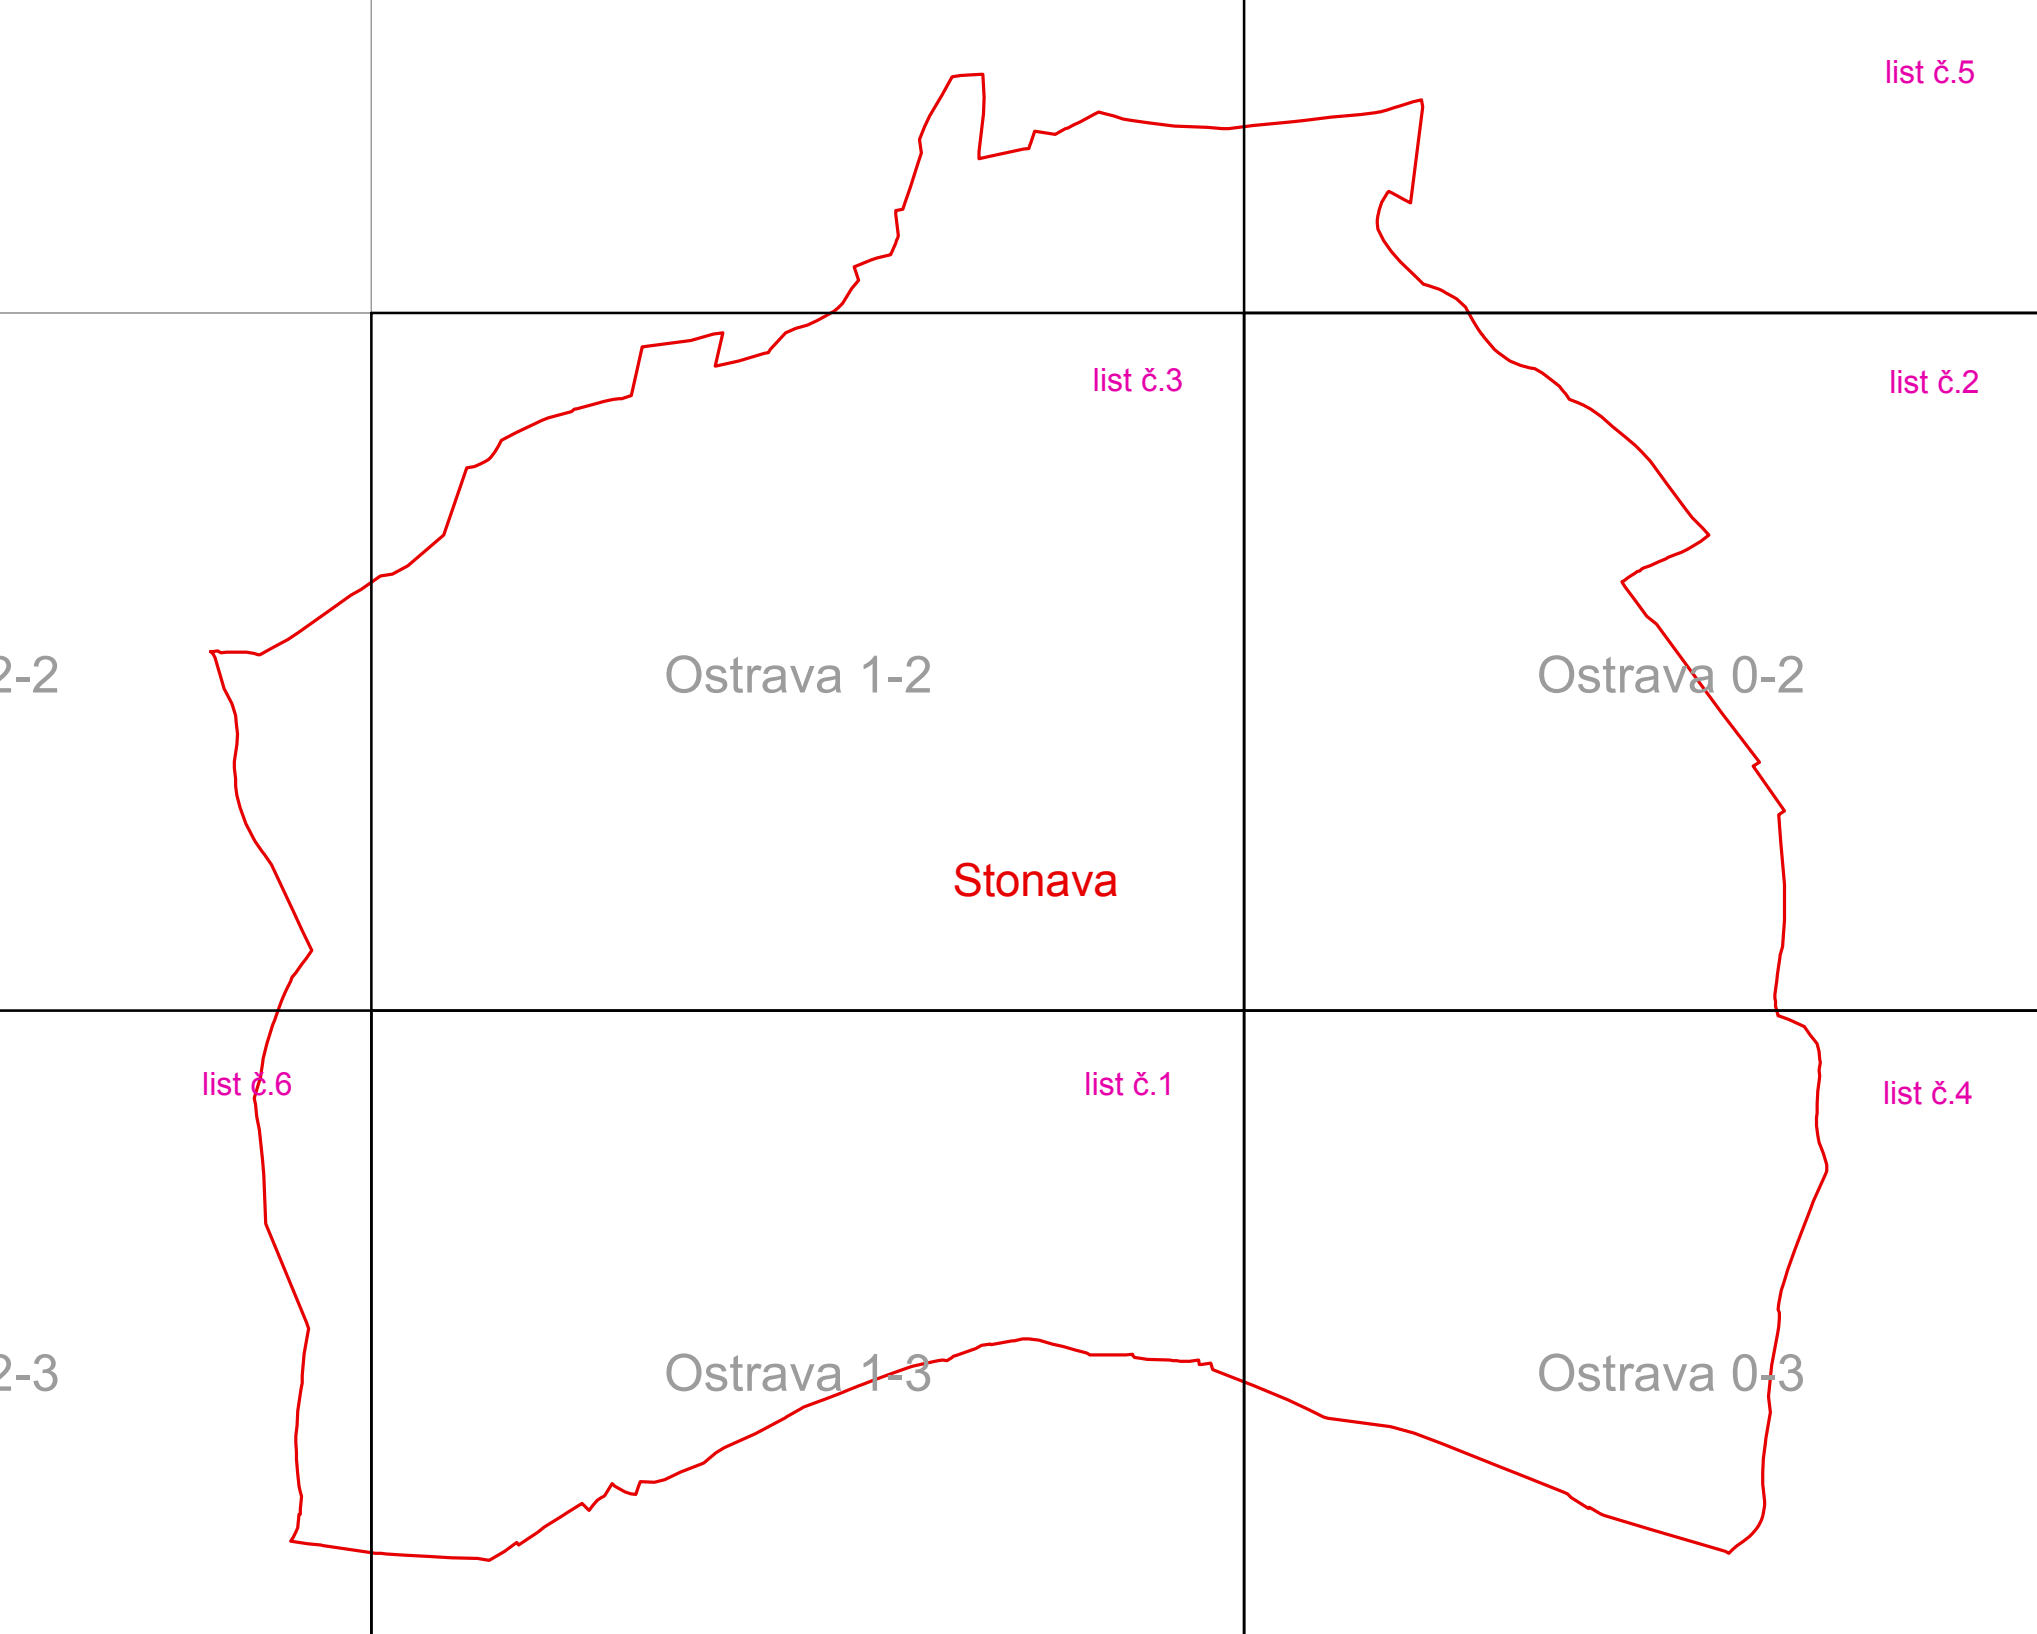 list č.5
list č.3
list č.2
2-2
Ostrava 1-2
Ostrava 0-2
Stonava
list č.6
list č.1
list č.4
2-3
Ostrava 1-3
Ostrava 0-3